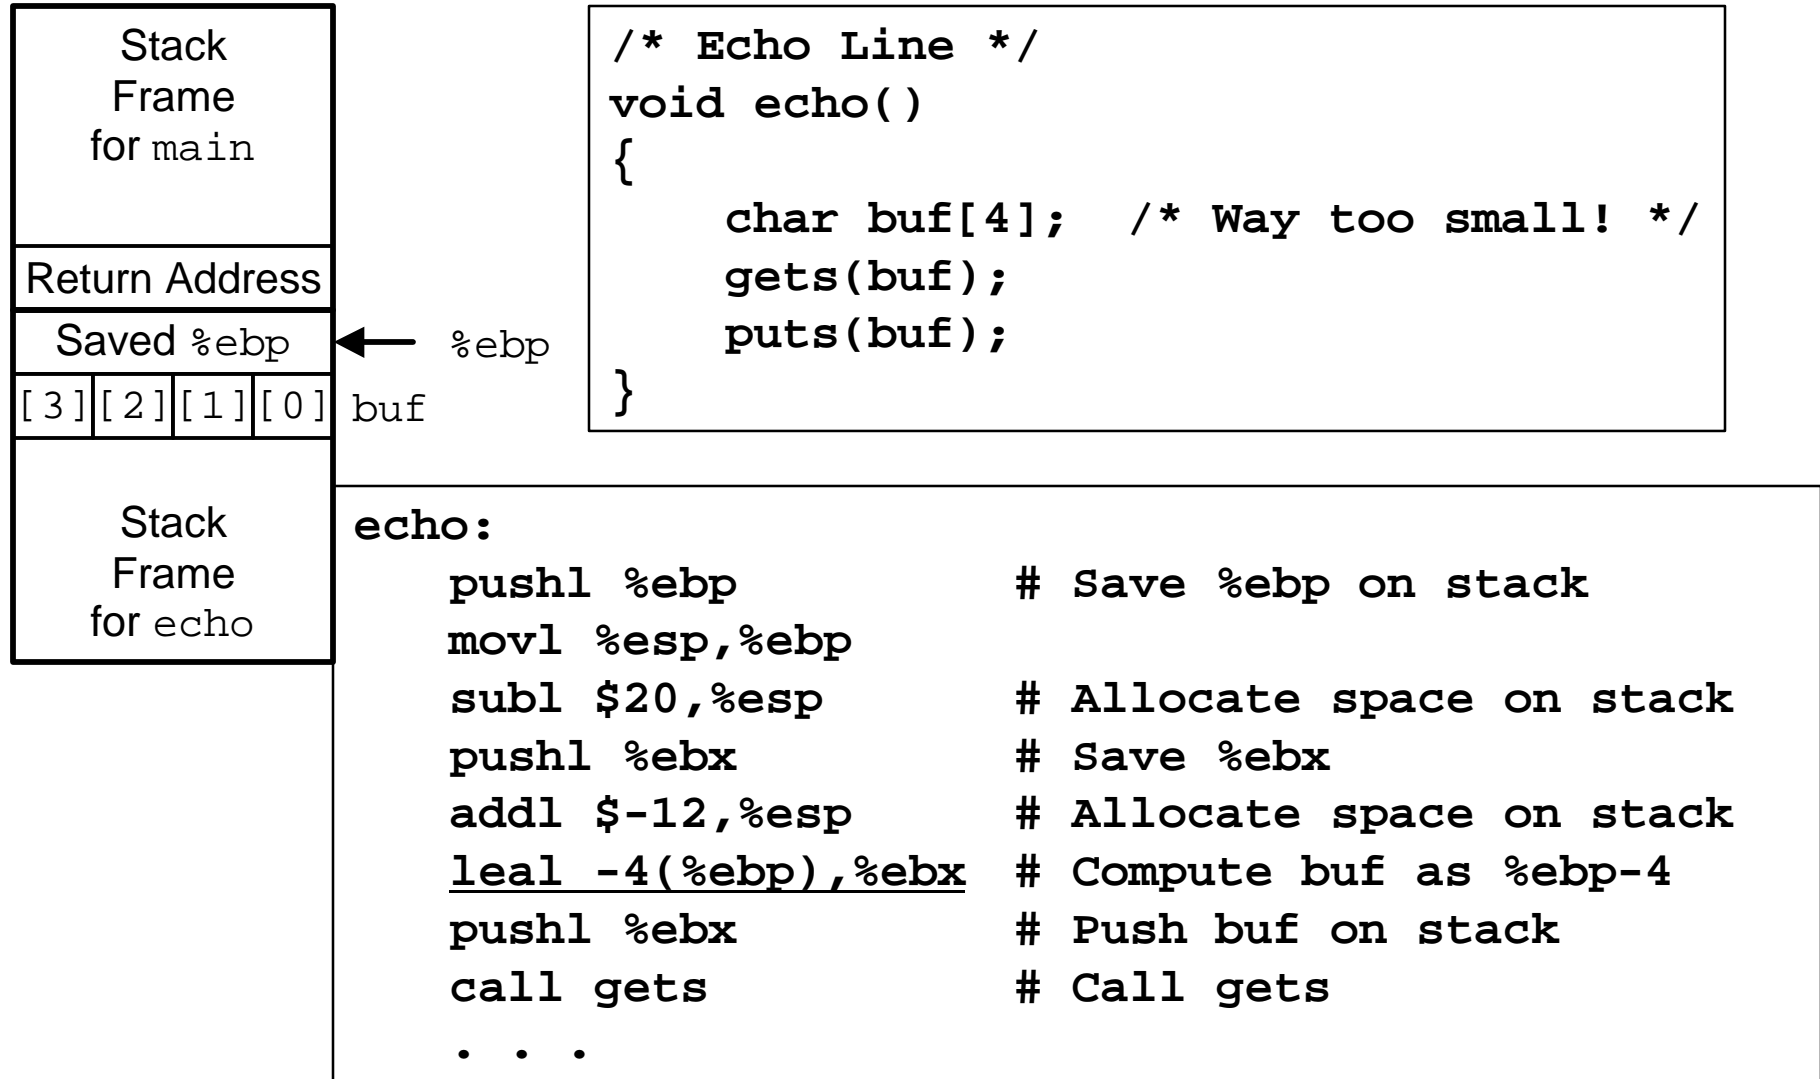 Stack
Frame
for main
Return Address
Saved %ebp
%ebp
[3][2][1][0]
buf
Stack
Frame
for echo
/* Echo Line */
void echo()
{
    char buf[4];  /* Way too small! */
    gets(buf);
    puts(buf);
}
echo:
pushl %ebp # Save %ebp on stack
movl %esp,%ebp
subl $20,%esp # Allocate space on stack
pushl %ebx # Save %ebx
addl $-12,%esp # Allocate space on stack
leal -4(%ebp),%ebx # Compute buf as %ebp-4
pushl %ebx # Push buf on stack
call gets # Call gets
. . .